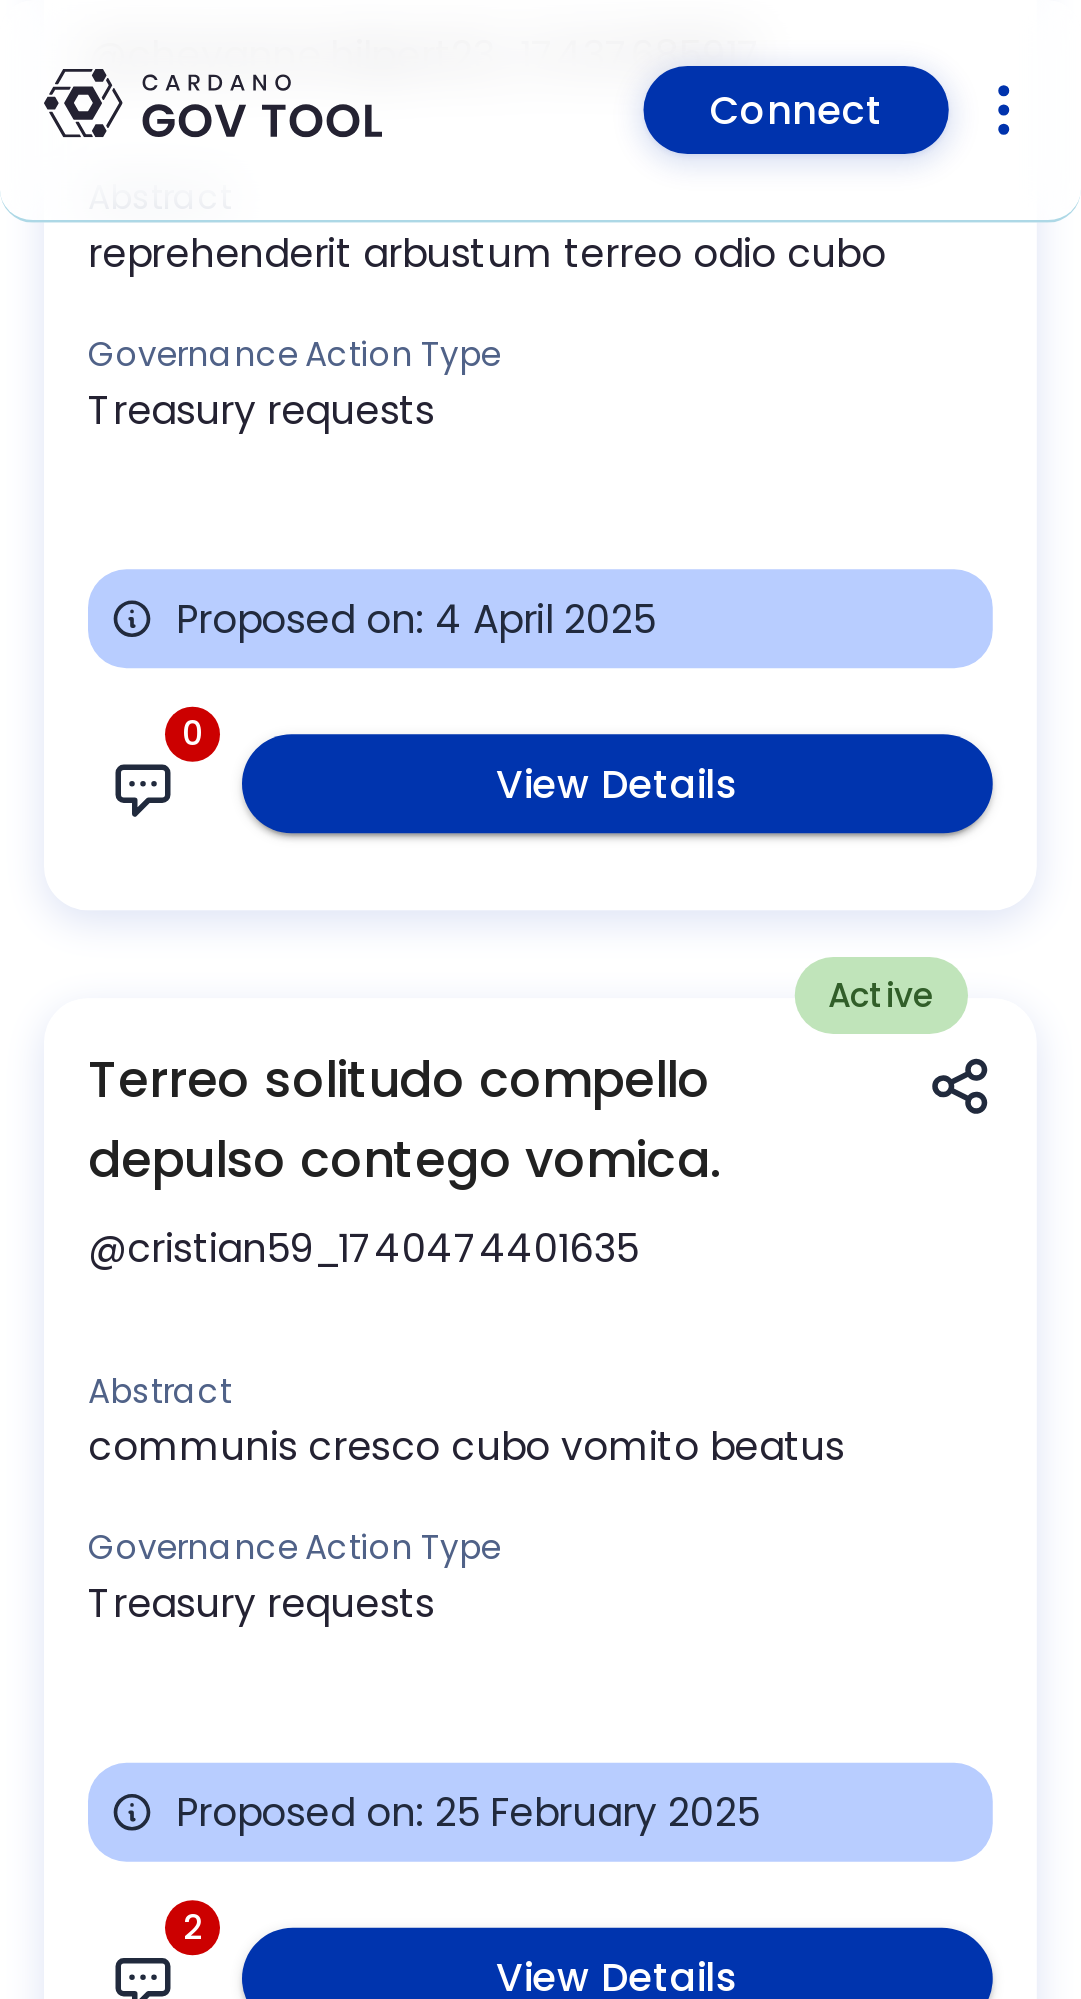 CARDANO
GOV TOOL
Connect
Abstract
reprehenderit arbustum terreo odio cubo
Governance Action Type
Treasury requests
Proposed on: 4 April 2025
0
View Details
Active
Terreo solitudo compello
depulso contego vomica.
@cristian59_1740474401635
Abstract
communis cresco cubo vomito beatus
Governance Action Type
Treasury requests
Proposed on: 25 February 2025
2
View Details